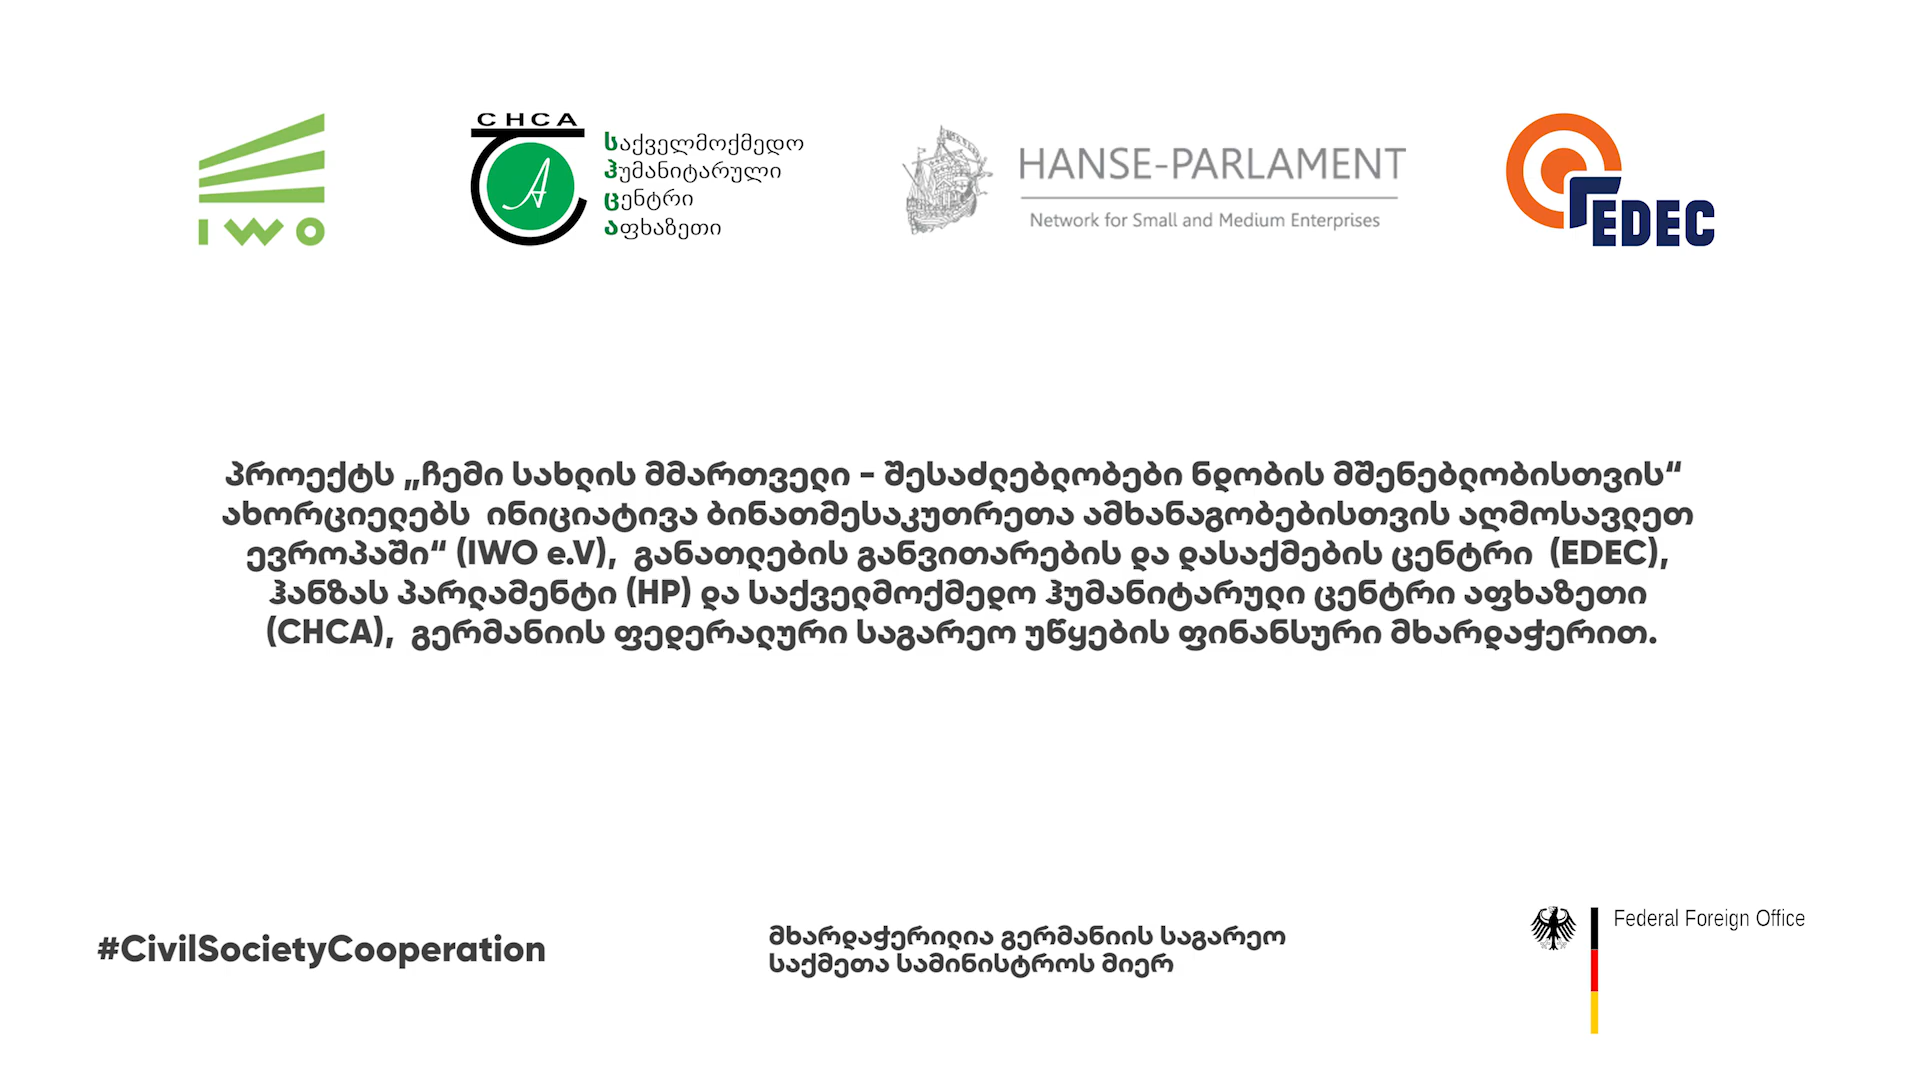 IWO
CHCA
საქველმოქმედო
ჰუმანიტარული
ცენტრი
აფხაზეთი
HANSE-PARLAMENT
Network for Small and Medium Enterprises
EDEC
პროექტს „ჩემი სახლის მმართველი - შესაძლებლობები ნდობის მშენებლობისთვის“
ახორციელებს ინიციატივა ბინათმესაკუთრეთა ამხანაგობებისთვის აღმოსავლეთ
ევროპაში“ (IWO e.V), განათლების განვითარების და დასაქმების ცენტრი (EDEC),
ჰანზას პარლამენტი (HP) და საქველმოქმედო ჰუმანიტარული ცენტრი აფხაზეთი
(CHCA), გერმანიის ფედერალური საგარეო უწყების ფინანსური მხარდაჭერით.
#CivilSocietyCooperation
მხარდაჭერილია გერმანიის საგარეო
საქმეთა სამინისტროს მიერ
Federal Foreign Office